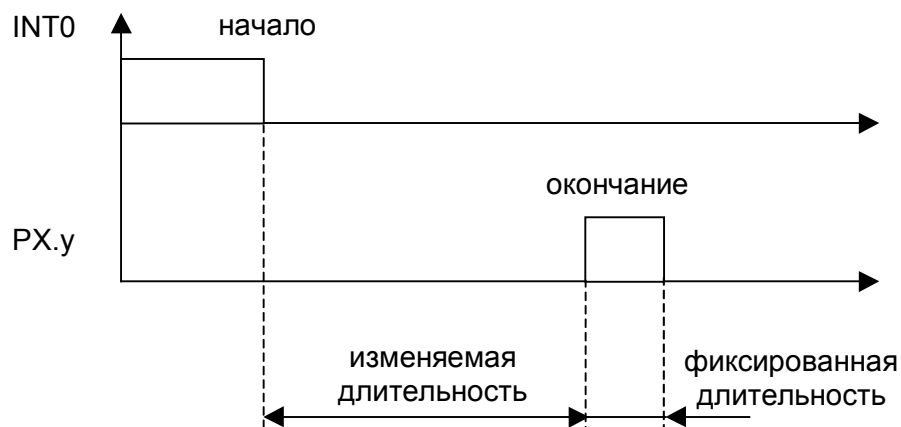 INT0
начало
окончание
PX.y
изменяемая
длительность
фиксированная
длительность